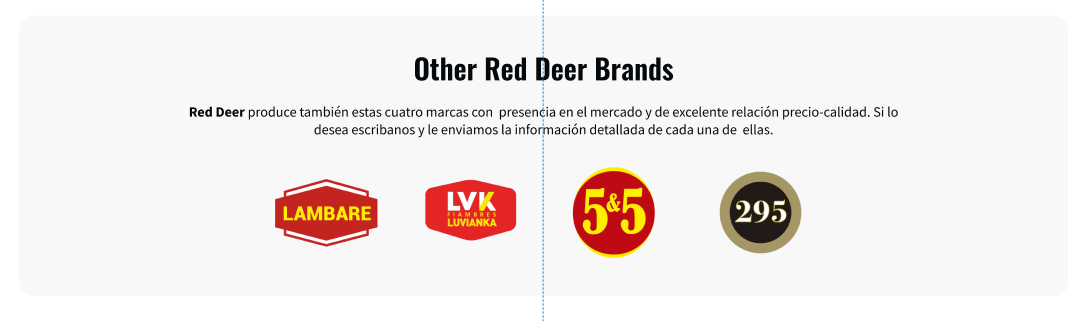 Other Red Deer Brands
Red Deer produce también estas cuatro marcas con presencia en el mercado y de excelente relación precio-calidad. Si lo
desea escribanos y le enviamos la información detallada de cada una de ellas.
LAMBARE
LVK
FIAMBRES
LUVIANKA
5&5
295